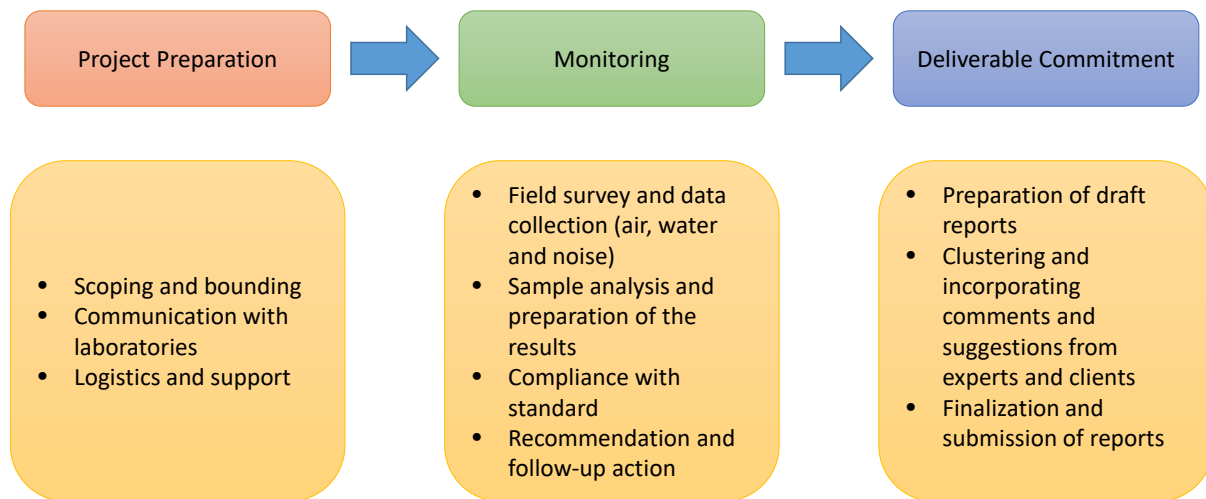 Project Preparation
Monitoring
Deliverable Commitment
• Scoping and bounding
• Communication with
laboratories
• Logistics and support
• Field survey and data
collection (air, water
and noise)
• Sample analysis and
preparation of the
results
• Compliance with
standard
• Recommendation and
follow-up action
• Preparation of draft
reports
• Clustering and
incorporating
comments and
suggestions from
experts and clients
• Finalization and
submission of reports